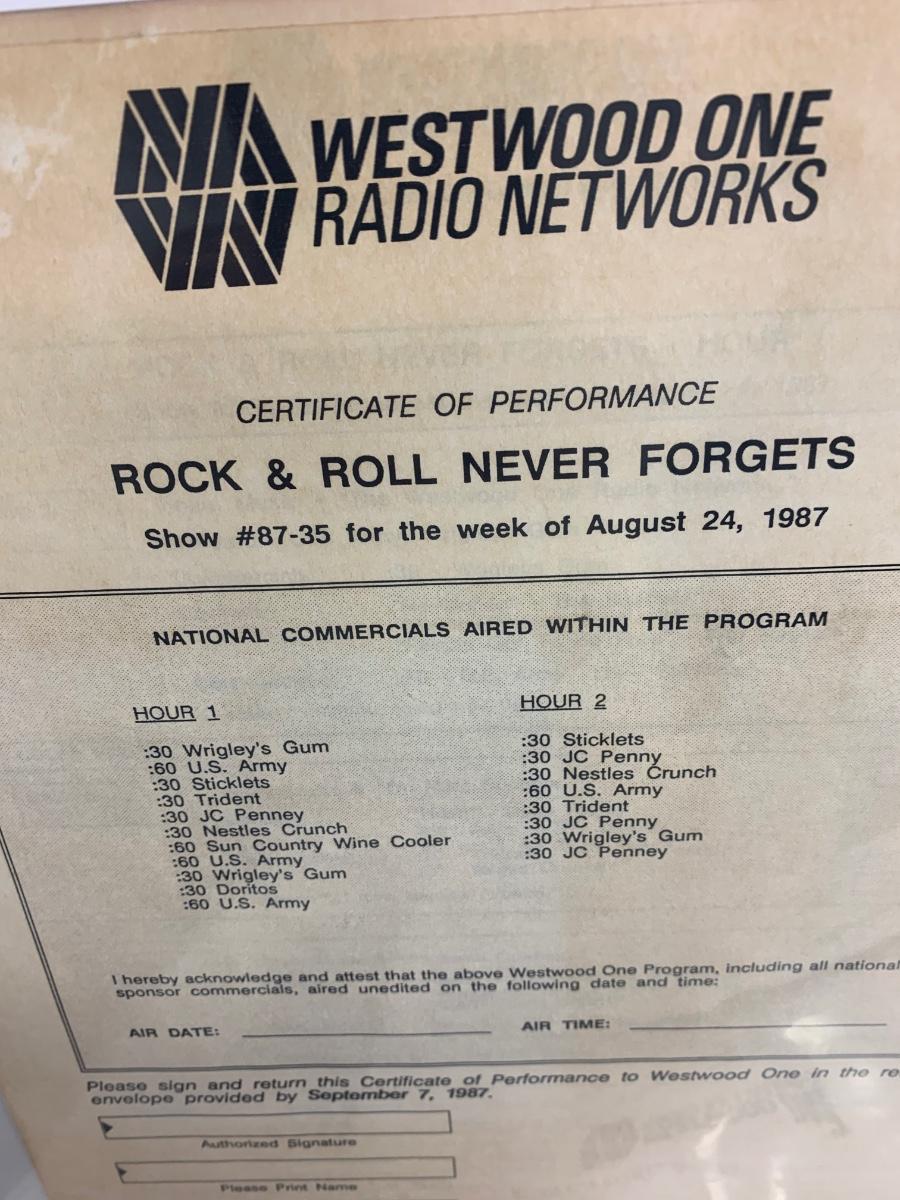 WESTWOOD ONE
RADIO NETWORKS
CERTIFICATE OF PERFORMANCE
ROCK & ROLL NEVER FORGETS
Show #87-35 for the week of August 24, 1987
NATIONAL COMMERCIALS AIRED WITHIN THE PROGRAM
HOUR 1
:30 Wrigley's Gum
:60 U.S. Army
:30 Sticklets
:30 Trident
:30 JC Penney
:30 Nestles Crunch
:60 Sun Country Wine Cooler
:60 U.S. Army
:30 Wrigley's Gum
:30 Doritos
:60 U.S. Army
HOUR 2
:30 Sticklets
:30 JC Penny
:30 Nestles Crunch
:60 U.S. Army
:30 Trident
:30 JC Penny
:30 Wrigley's Gum
:30 JC Penney
I hereby acknowledge and attest that the above Westwood One Program, including all national
sponsor commercials, aired unedited on the following date and time:
AIR DATE:
AIR TIME:
Please sign and return this Certificate of Performance to Westwood One in the re
envelope provided by September 7, 1987.
Authorized Signature
Please Print Name